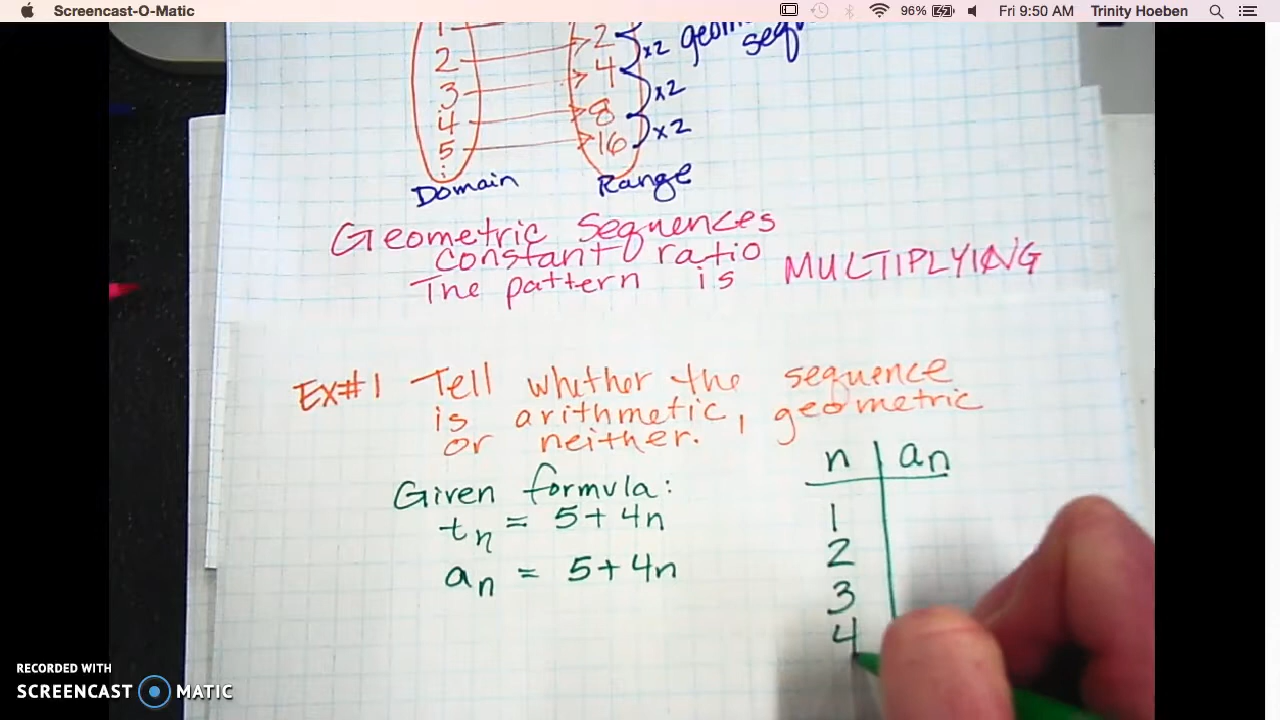 Screencast-O-Matic
96%
Fri 9:50 AM
Trinity Hoeben
1
2
3
4
5
2
4
8
16
x2
x2
x2
Domain
Range
Geometric Sequences
constant ratio
The pattern is MULTIPLYING
Ex#1 Tell whether the sequence
is arithmetic, geometric
or neither.
Given formula:
tn = 5+4n
an = 5+4n
n an
1
2
3
4
RECORDED WITH
SCREENCAST MATIC